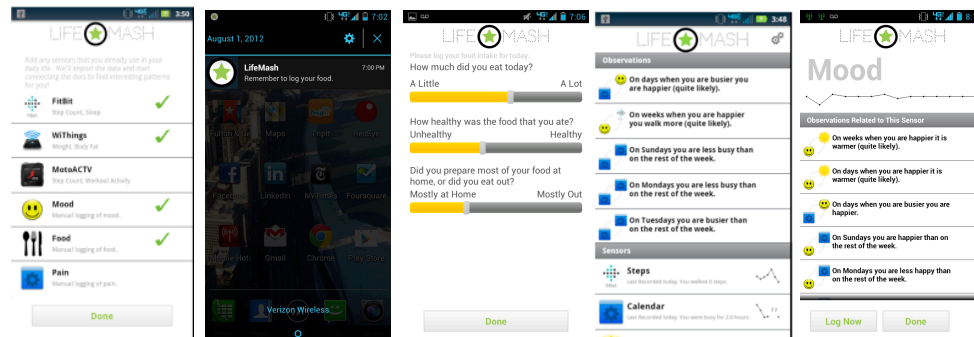 3:50
LIFE MASH
Add any sensors that you already use in your
daily life. We'll import the data and start
connecting the dots to find interesting patterns
for you!
FitBit
Step Count, Sleep
WiThings
Weight, Body Fat
MotoACTV
Step Count, Workout Activity
Mood
Manual logging of mood.
Food
Manual logging of food.
Pain
Manual logging of pain.
Done
4G 7:02
August 1, 2012
LifeMash
7:00 PM
Remember to log your food.
Maps
TripIt
RedEye
Facebook
LinkedIn
NYTimes
Foursquare
Gmail
Chrome
Play Store
Verizon Wireless
4G 7:06
LIFE MASH
Please log your food intake for today:
How much did you eat today?
A Little A Lot
How healthy was the food that you ate?
Unhealthy Healthy
Did you prepare most of your food at
home, or did you eat out?
Mostly at Home Mostly Out
Done
3:48
LIFE MASH
Observations
On days when you are busier you
are happier (quite likely).
On weeks when you are happier
you walk more (quite likely).
On Sundays you are less busy than
on the rest of the week.
On Mondays you are less busy than
on the rest of the week.
On Tuesdays you are busier than
on the rest of the week.
Sensors
Steps
Last Recorded today. You walked 0 steps.
Calendar
Last Recorded today. You were busy for 2.0 hours.
??
4G
LIFE MASH
Mood
Observations Related to This Sensor
On weeks when you are happier it is
warmer (quite likely).
On days when you are happier it is
warmer (quite likely).
On days when you are busier you are
happier.
On Sundays you are happier than on
the rest of the week.
On Mondays you are less happy than
on the rest of the week.
Log Now
Done